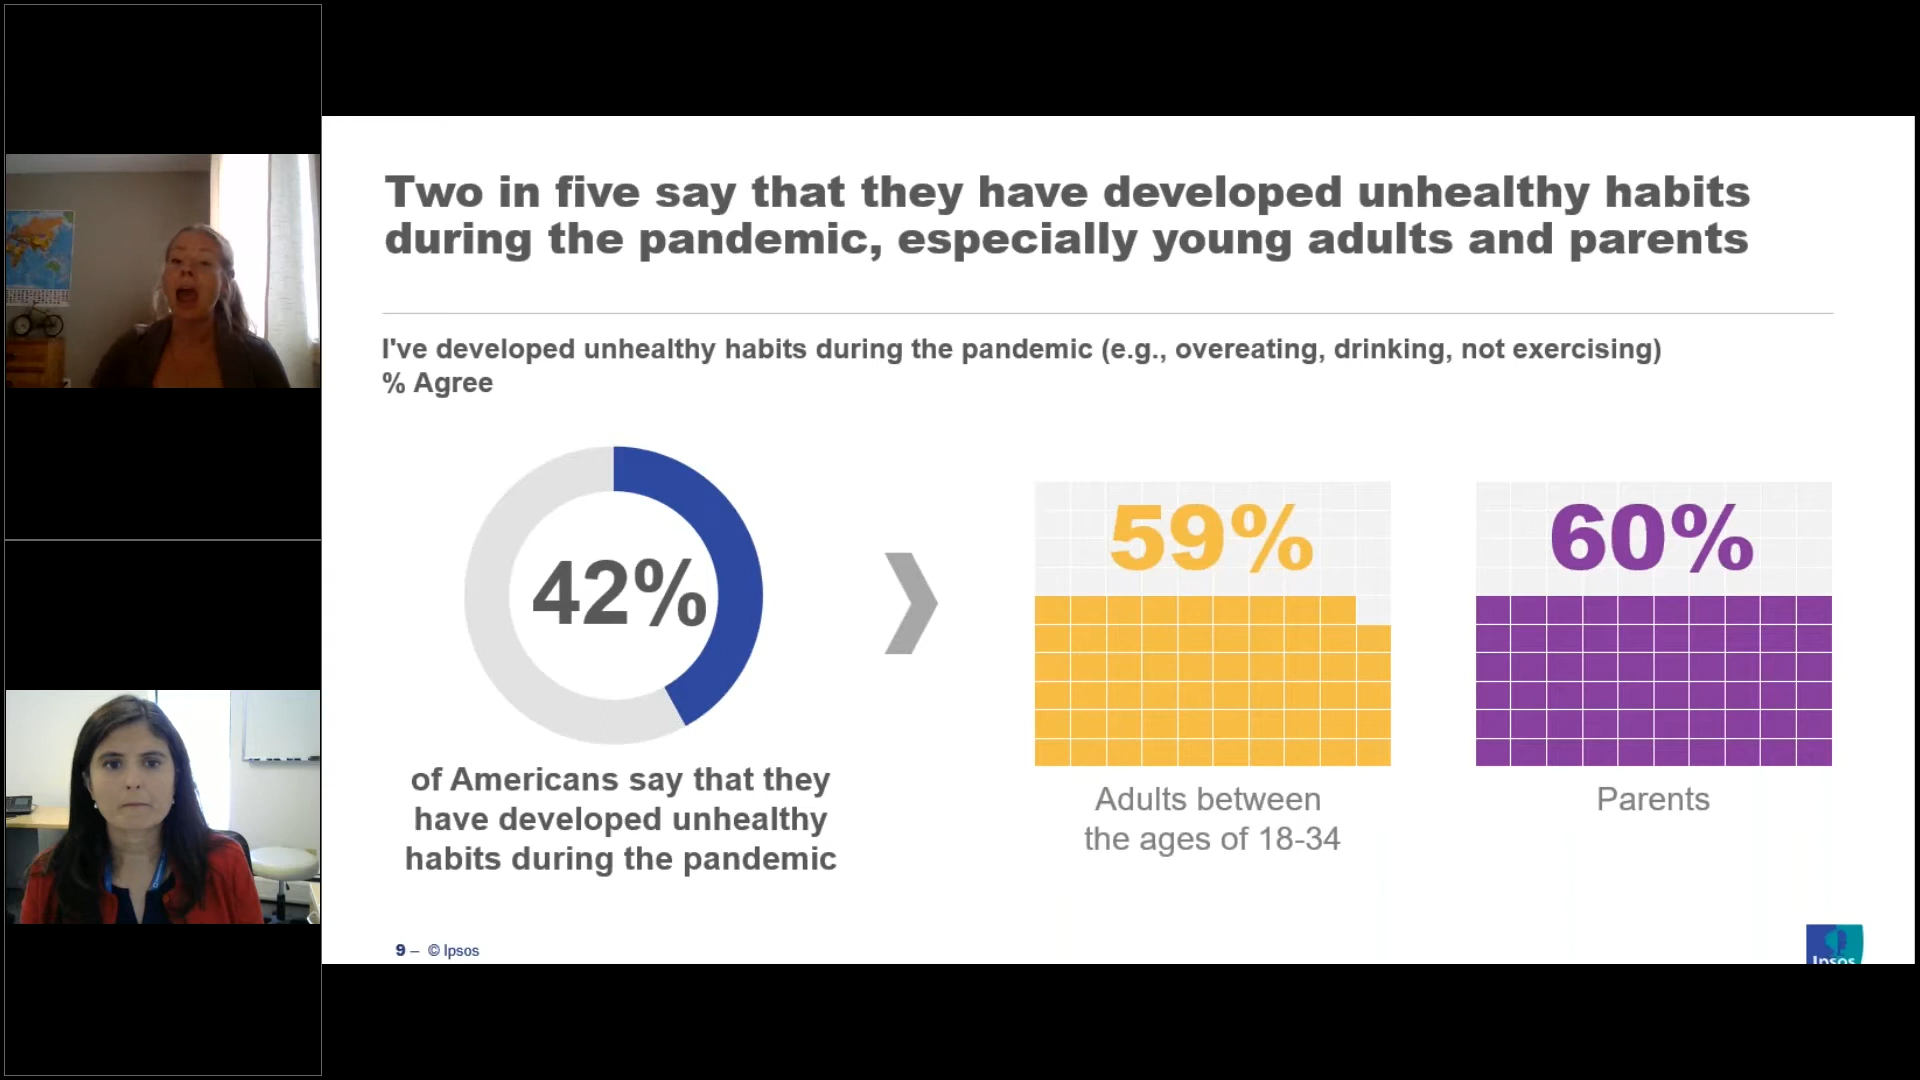 Two in five say that they have developed unhealthy habits
during the pandemic, especially young adults and parents
I've developed unhealthy habits during the pandemic (e.g., overeating, drinking, not exercising)
% Agree
42%
of Americans say that they
have developed unhealthy
habits during the pandemic
59%
Adults between
the ages of 18-34
60%
Parents
9 – © Ipsos
Ipsos